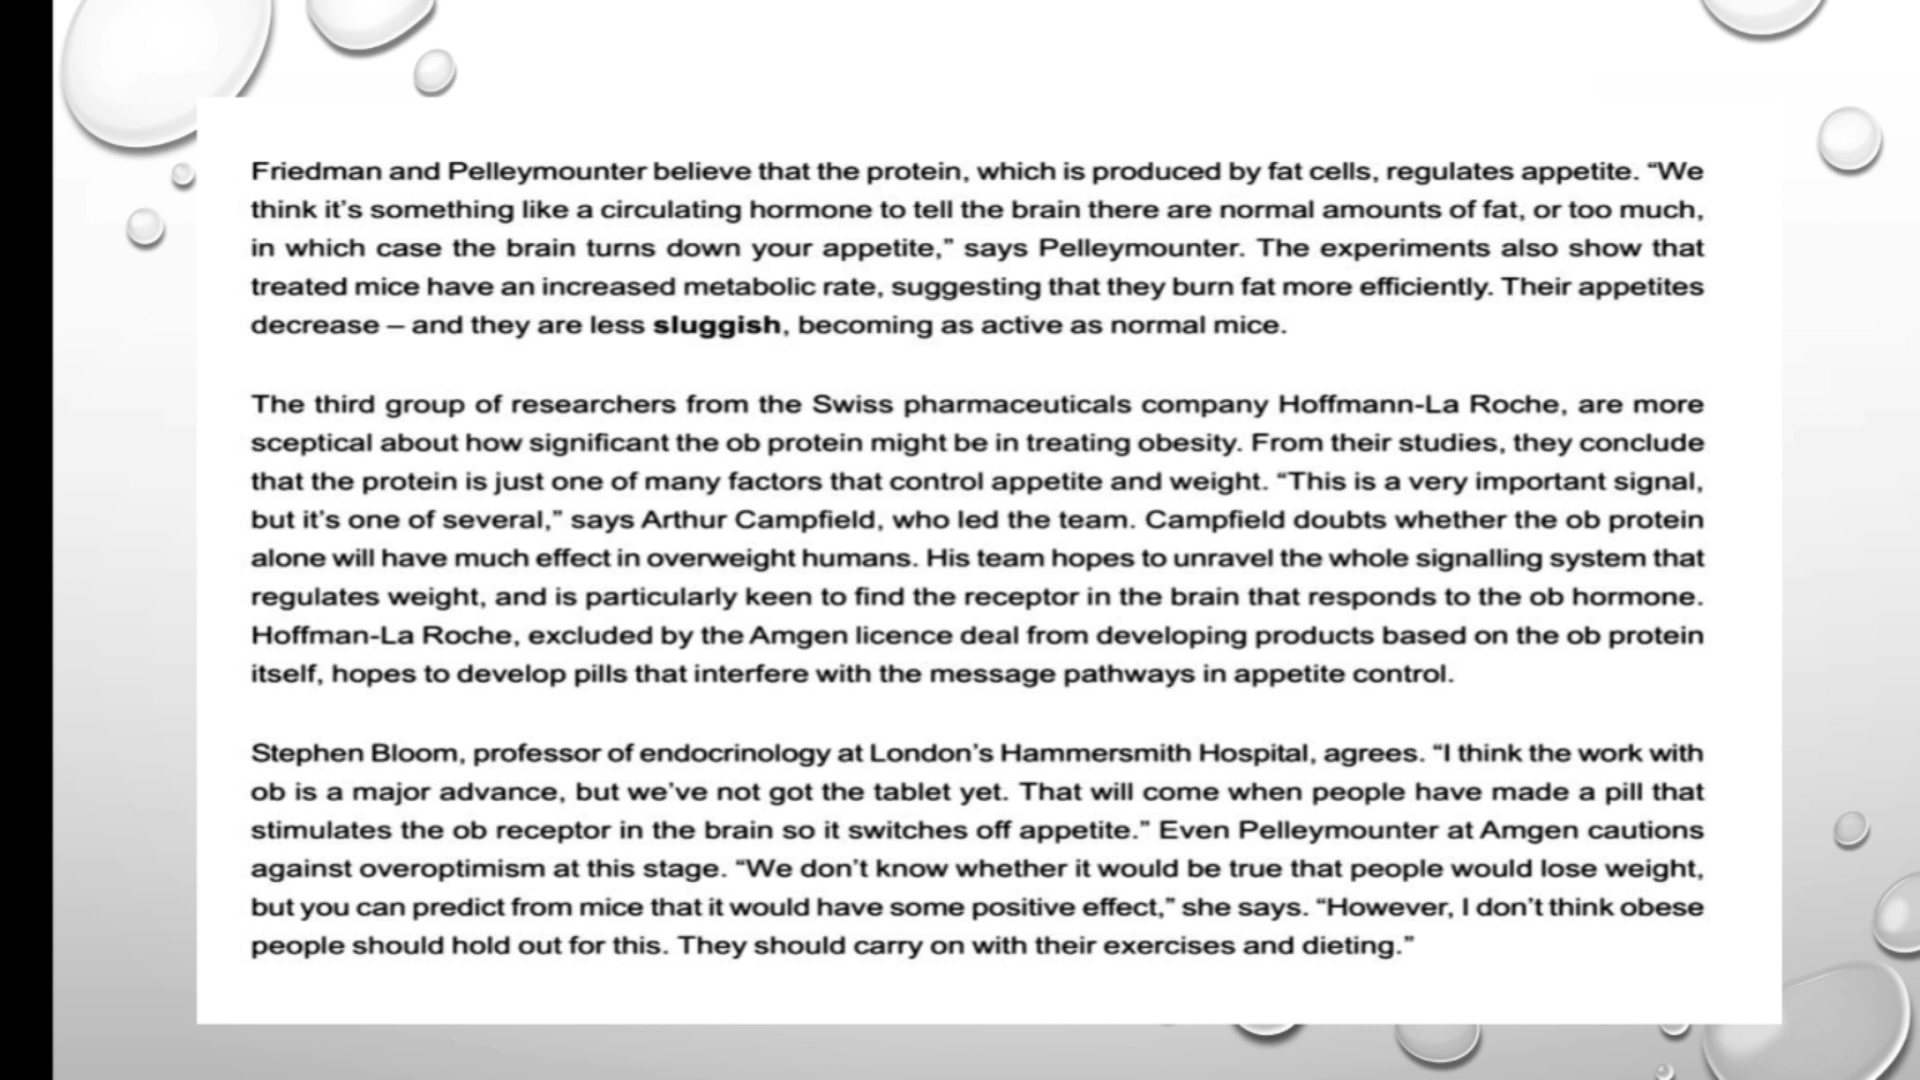 Friedman and Pelleymounter believe that the protein, which is produced by fat cells, regulates appetite. “We
think it’s something like a circulating hormone to tell the brain there are normal amounts of fat, or too much,
in which case the brain turns down your appetite,” says Pelleymounter. The experiments also show that
treated mice have an increased metabolic rate, suggesting that they burn fat more efficiently. Their appetites
decrease – and they are less sluggish, becoming as active as normal mice.
The third group of researchers from the Swiss pharmaceuticals company Hoffmann-La Roche, are more
sceptical about how significant the ob protein might be in treating obesity. From their studies, they conclude
that the protein is just one of many factors that control appetite and weight. “This is a very important signal,
but it’s one of several,” says Arthur Campfield, who led the team. Campfield doubts whether the ob protein
alone will have much effect in overweight humans. His team hopes to unravel the whole signalling system that
regulates weight, and is particularly keen to find the receptor in the brain that responds to the ob hormone.
Hoffman-La Roche, excluded by the Amgen licence deal from developing products based on the ob protein
itself, hopes to develop pills that interfere with the message pathways in appetite control.
Stephen Bloom, professor of endocrinology at London’s Hammersmith Hospital, agrees. “I think the work with
ob is a major advance, but we’ve not got the tablet yet. That will come when people have made a pill that
stimulates the ob receptor in the brain so it switches off appetite.” Even Pelleymounter at Amgen cautions
against overoptimism at this stage. “We don’t know whether it would be true that people would lose weight,
but you can predict from mice that it would have some positive effect,” she says. “However, I don’t think obese
people should hold out for this. They should carry on with their exercises and dieting.”